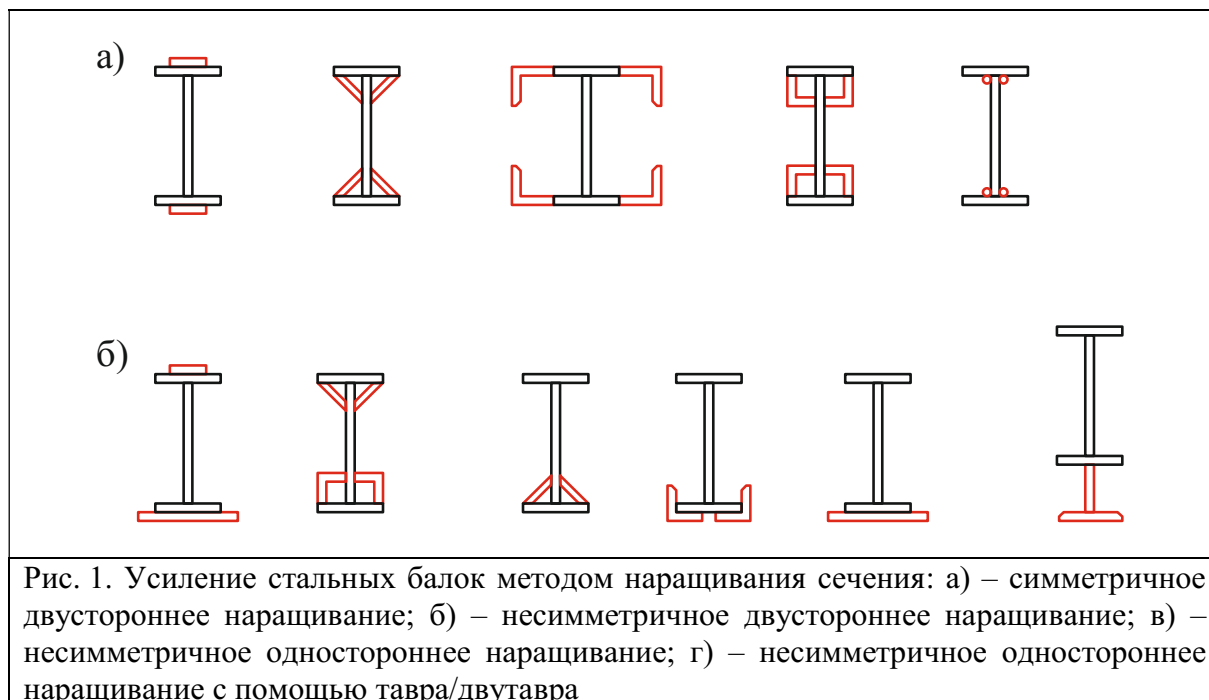 а)
б)
Рис. 1. Усиление стальных балок методом наращивания сечения: а) – симметричное
двустороннее наращивание; б) – несимметричное двустороннее наращивание; в) –
несимметричное одностороннее наращивание; г) – несимметричное одностороннее
наращивание с помощью тавра/двутавра